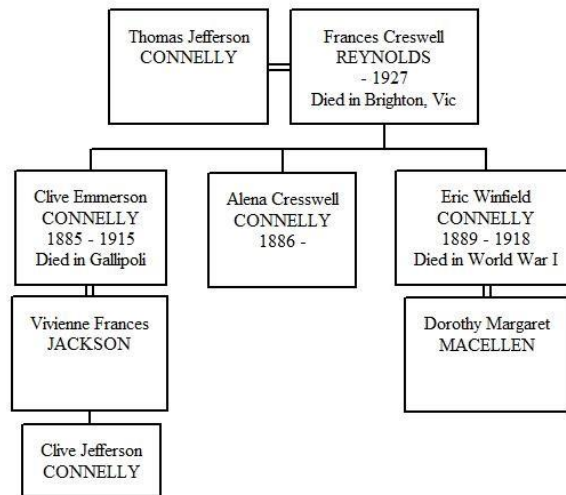 Thomas Jefferson
CONNELLY
Frances Creswell
REYNOLDS
- 1927
Died in Brighton, Vic
Clive Emmerson
CONNELLY
1885 - 1915
Died in Gallipoli
Alena Cresswell
CONNELLY
1886 -
Eric Winfield
CONNELLY
1889 - 1918
Died in World War I
Vivienne Frances
JACKSON
Dorothy Margaret
MACELLEN
Clive Jefferson
CONNELLY